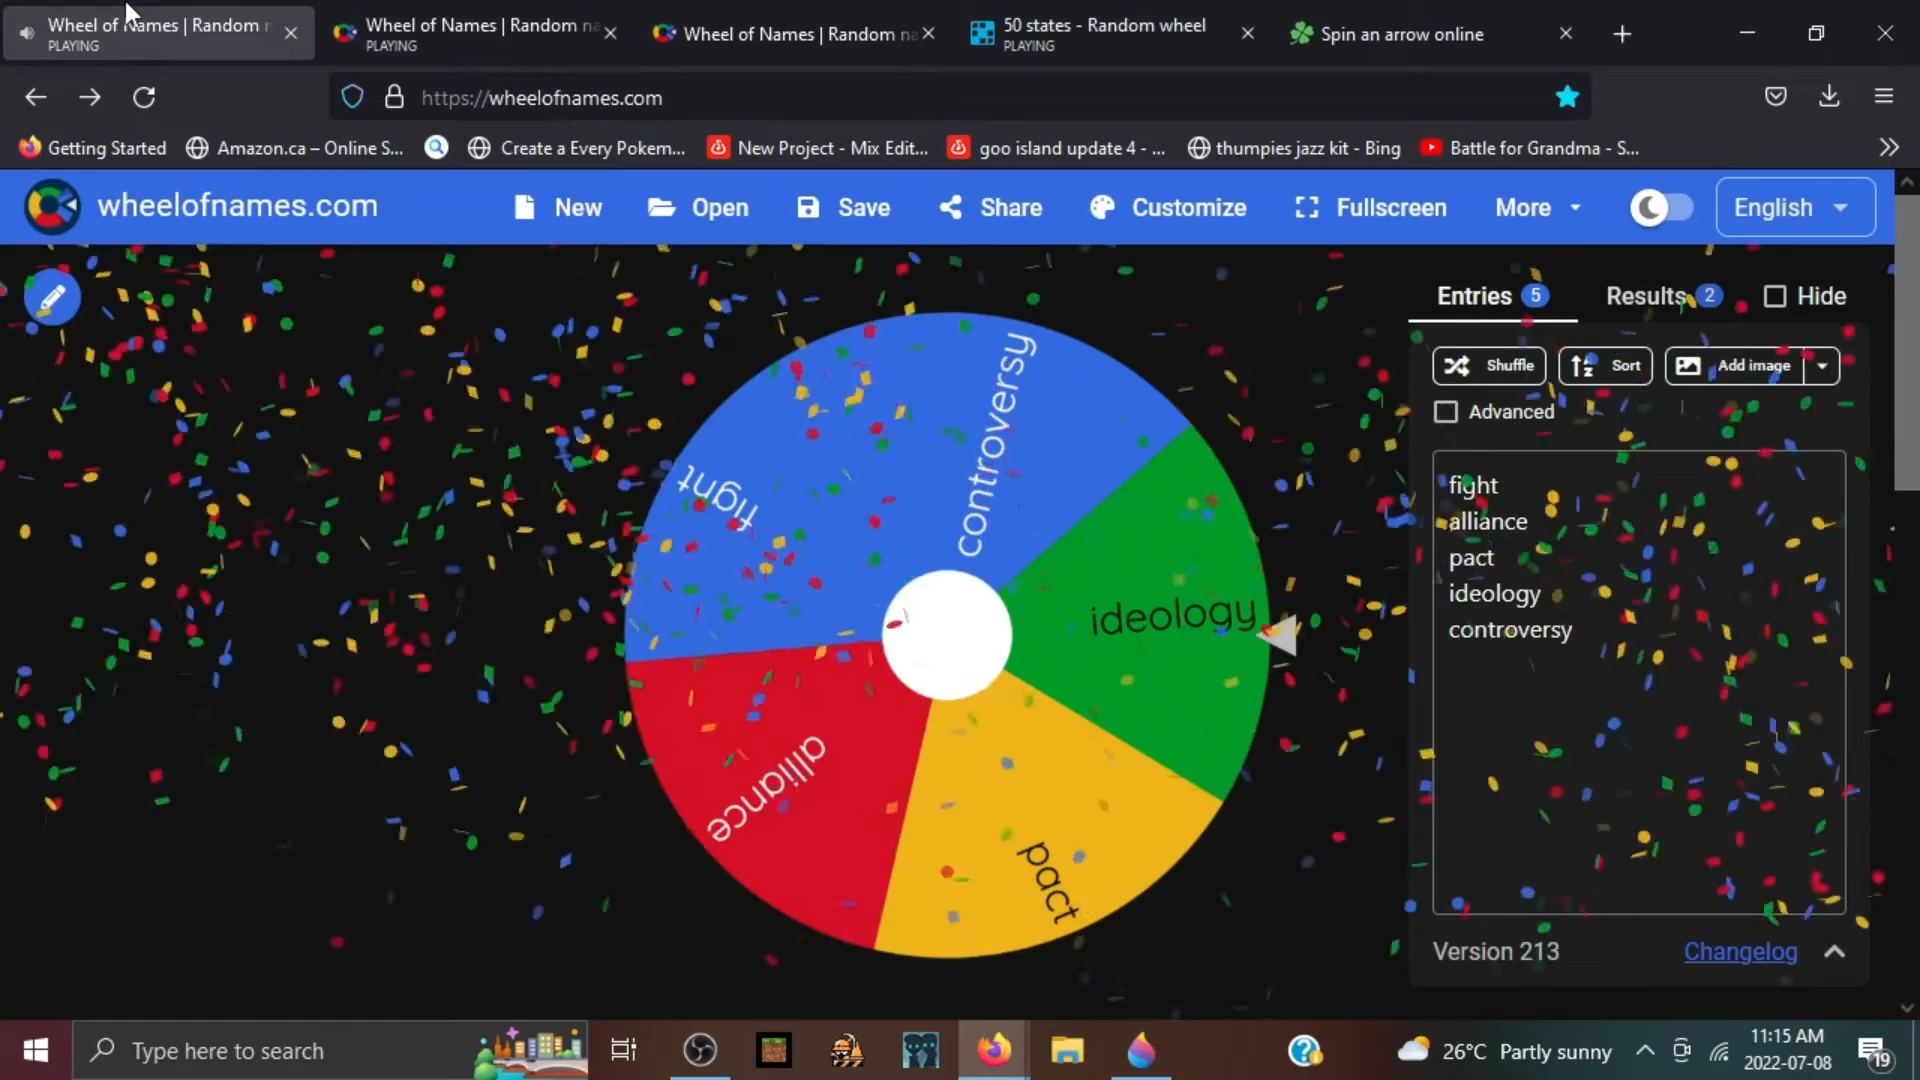 Wheel of Names | Random
PLAYING
Wheel of Names | Random na
PLAYING
Wheel of Names | Random na
50 states - Random wheel
PLAYING
Spin an arrow online
https://wheelofnames.com
Getting Started
Amazon.ca – Online S...
Create a Every Pokem...
New Project - Mix Edit...
goo island update 4 - ...
thumpies jazz kit - Bing
Battle for Grandma - S...
wheelofnames.com
New
Open
Save
Share
Customize
Fullscreen
More
English
Entries 5
Results 2
Hide
Shuffle
Sort
Add image
Advanced
controversy
fight
ideology
alliance
pact
fight
alliance
pact
ideology
controversy
Version 213
Changelog
Type here to search
26°C Partly sunny
11:15 AM
2022-07-08
19